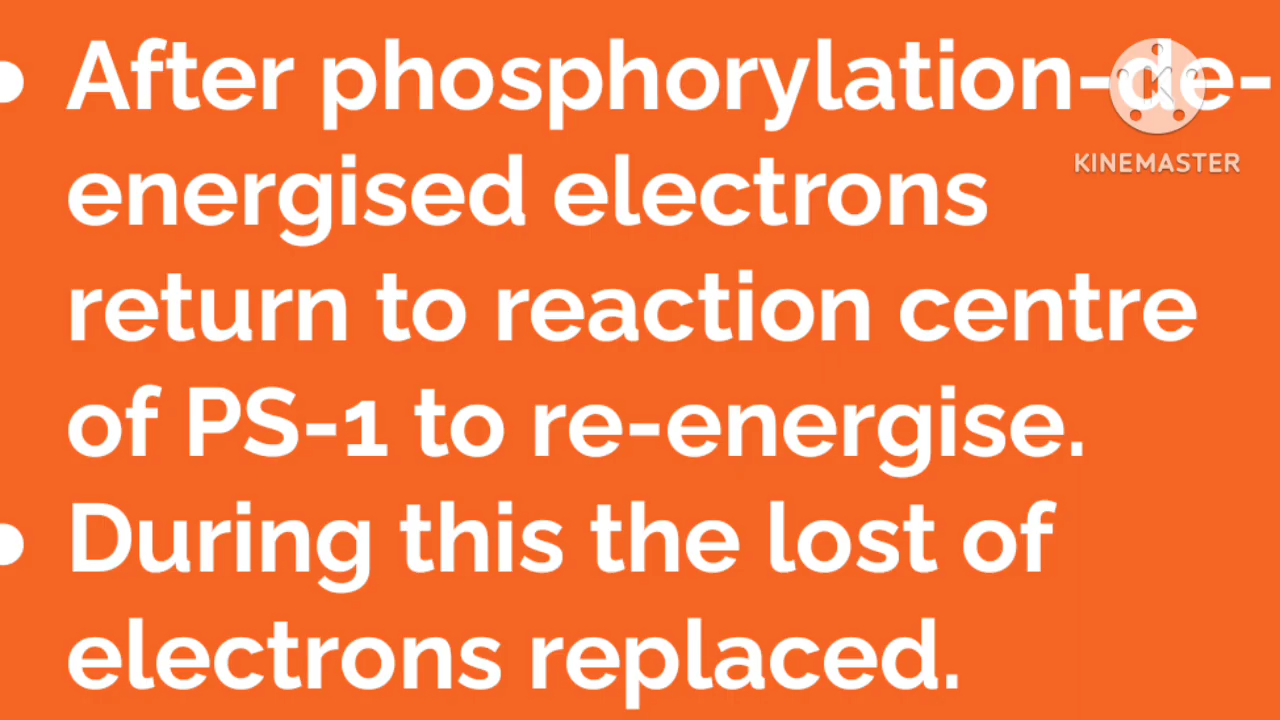 • After phosphorylation-de-
energised electrons
return to reaction centre
of PS-1 to re-energise.
• During this the lost of
electrons replaced.
K
KINEMASTER